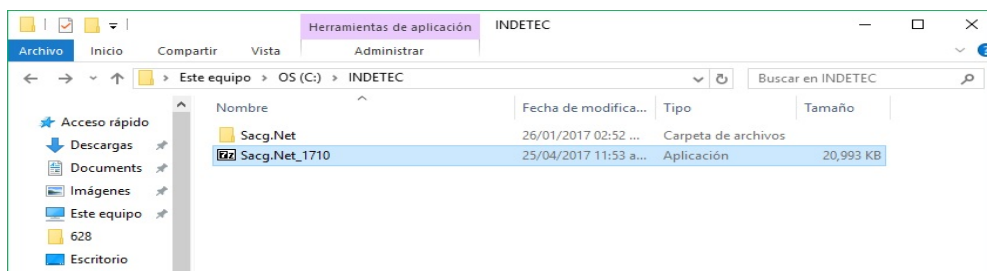 Herramientas de aplicación INDETEC
Archivo Inicio Compartir Vista Administrar
Este equipo > OS (C:) > INDETEC Buscar en INDETEC
Nombre Fecha de modifica... Tipo Tamaño
Acceso rápido
Sacg.Net 26/01/2017 02:52 ... Carpeta de archivos
Descargas
Sacg.Net_1710 25/04/2017 11:53 a... Aplicación 20,993 KB
Documents
Imágenes
Este equipo
628
Escritorio